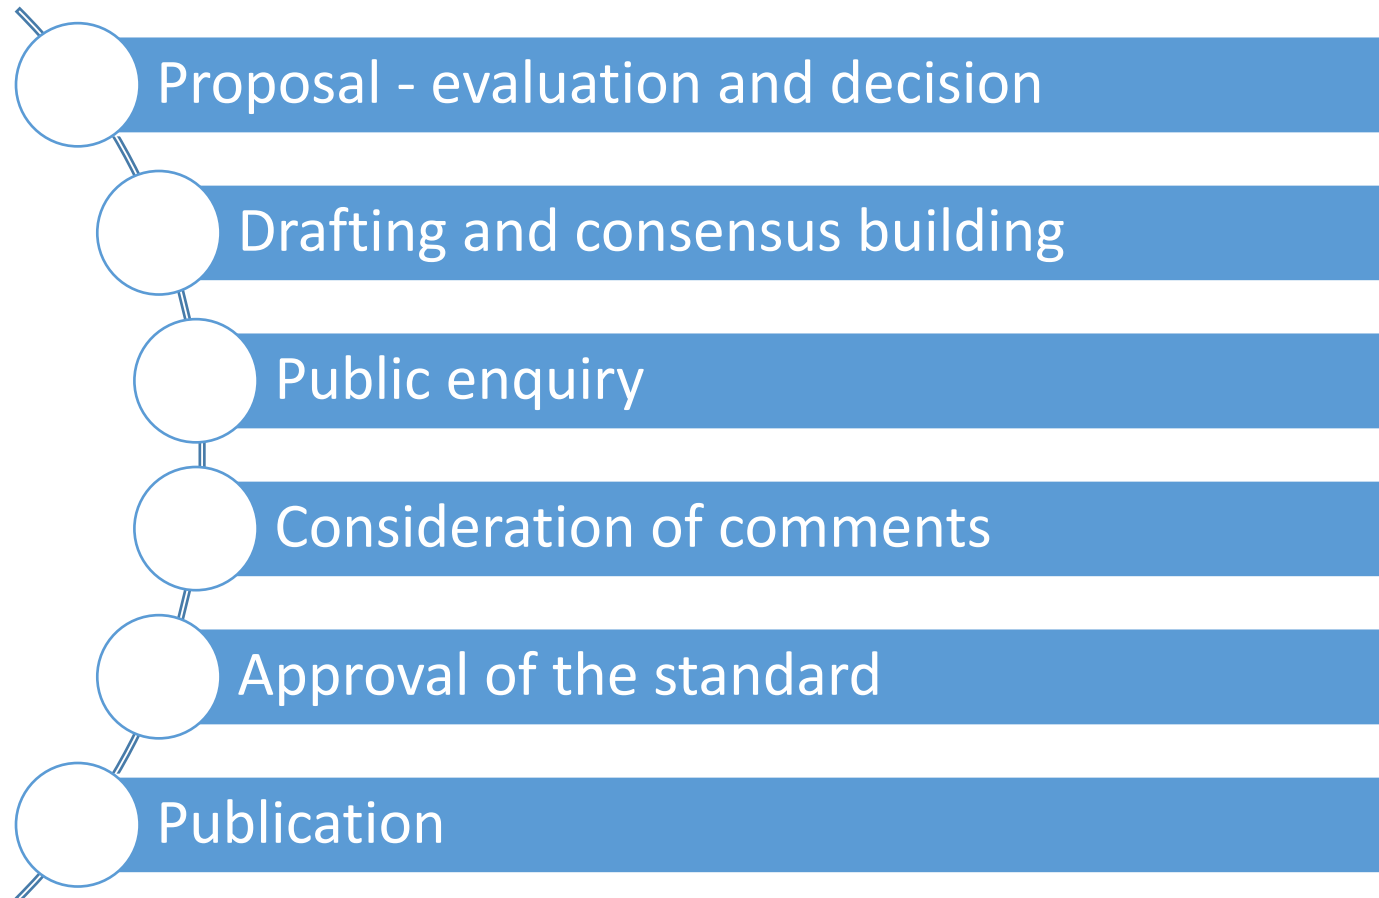 Proposal - evaluation and decision
Drafting and consensus building
Public enquiry
Consideration of comments
Approval of the standard
Publication